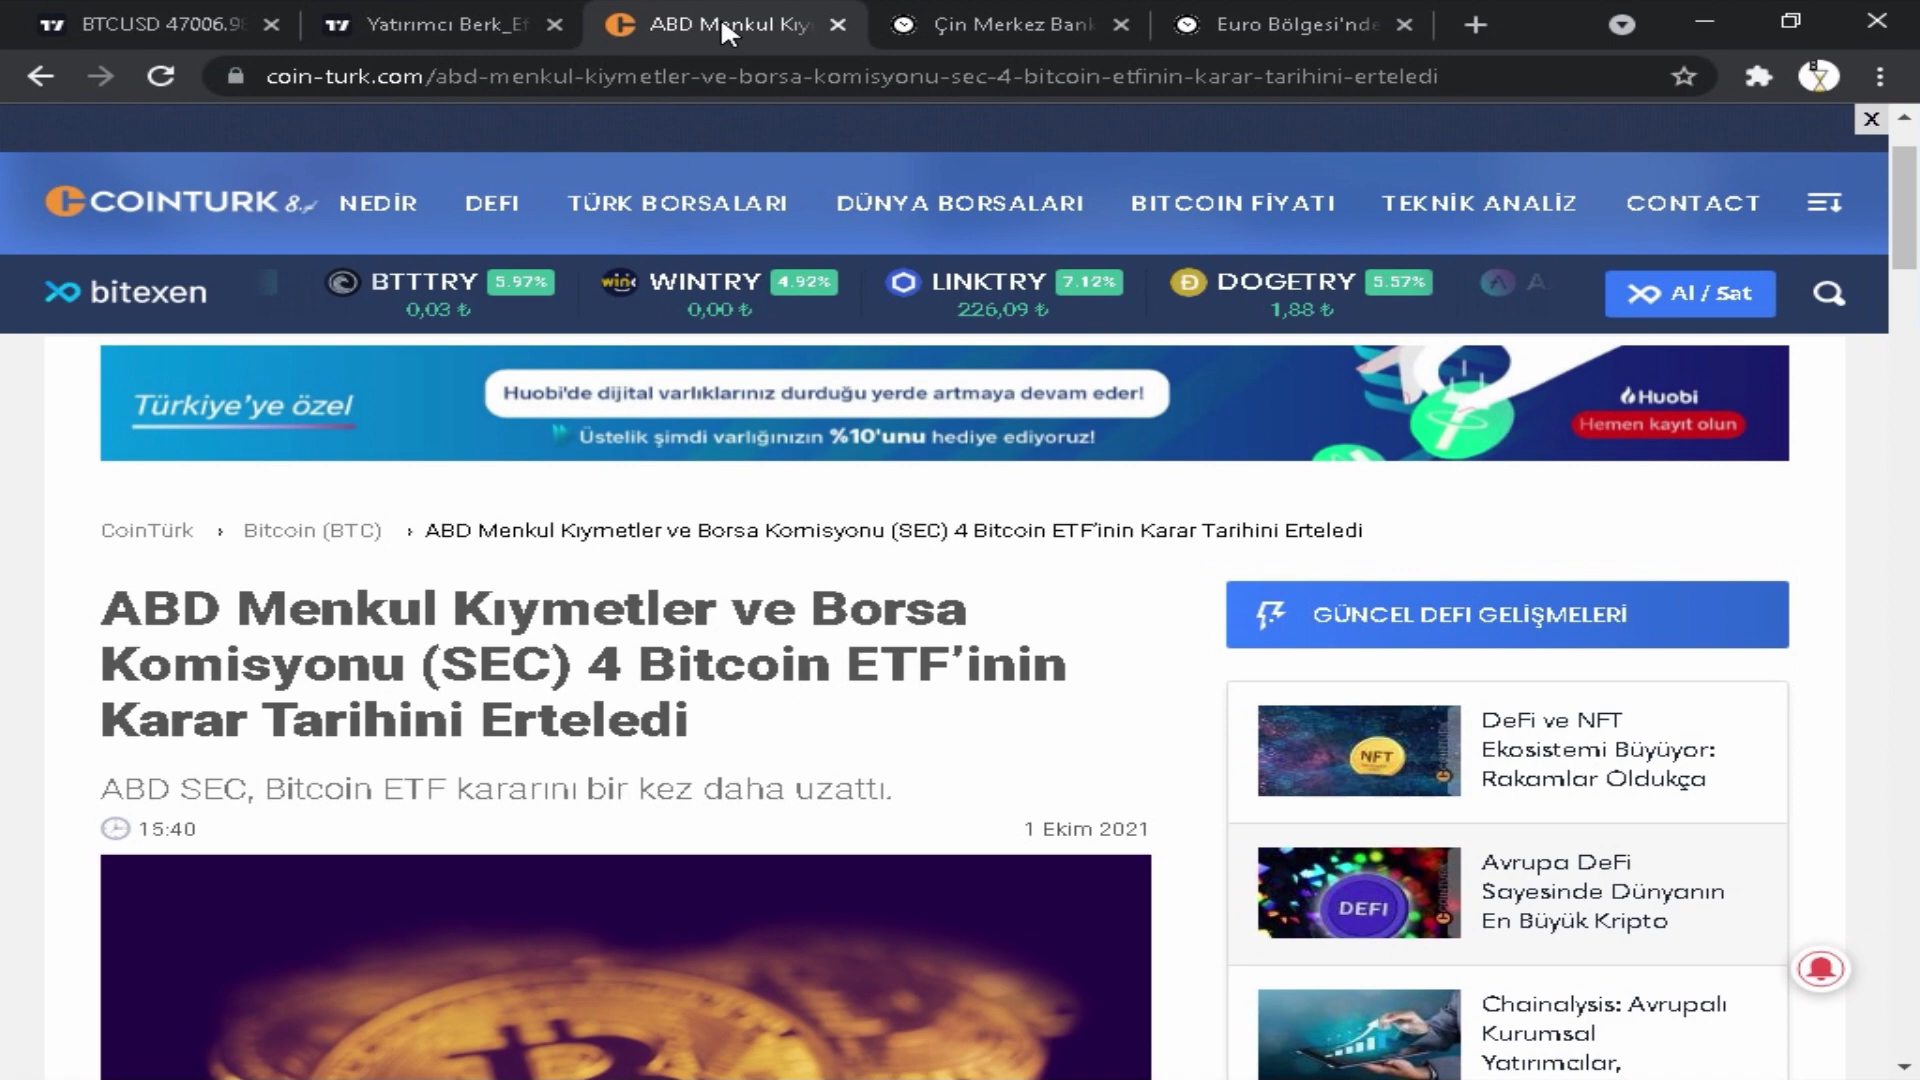 BTCUSD 47006.9
Yatırımcı Berk_Ef
ABD Menkul Kıy
Çin Merkez Bank
Euro Bölgesi'nde
coin-turk.com/abd-menkul-kiymetler-ve-borsa-komisyonu-sec-4-bitcoin-etfinin-karar-tarihini-erteledi
X
COINTURK
NEDİR
DEFI
TÜRK BORSALARI
DÜNYA BORSALARI
BITCOIN FİYATI
TEKNİK ANALİZ
CONTACT
bitexen
BTTTRY 5.97%
0,03 ₺
WINTRY 4.92%
0,00 ₺
LINKTRY 7.12%
226,09 ₺
DOGETRY 5.57%
1,88 ₺
A
Al / Sat
Türkiye'ye özel
Huobi'de dijital varlıklarınız durduğu yerde artmaya devam eder!
Üstelik şimdi varlığınızın %10'unu hediye ediyoruz!
Huobi
Hemen kayıt olun
CoinTürk › Bitcoin (BTC) › ABD Menkul Kıymetler ve Borsa Komisyonu (SEC) 4 Bitcoin ETF'inin Karar Tarihini Erteledi
ABD Menkul Kıymetler ve Borsa
Komisyonu (SEC) 4 Bitcoin ETF'inin
Karar Tarihini Erteledi
ABD SEC, Bitcoin ETF kararını bir kez daha uzattı.
15:40
1 Ekim 2021
GÜNCEL DEFI GELİŞMELERİ
NFT
DeFi ve NFT
Ekosistemi Büyüyor:
Rakamlar Oldukça
DEFI
Avrupa DeFi
Sayesinde Dünyanın
En Büyük Kripto
Chainalysis: Avrupalı
Kurumsal
Yatırımcılar,